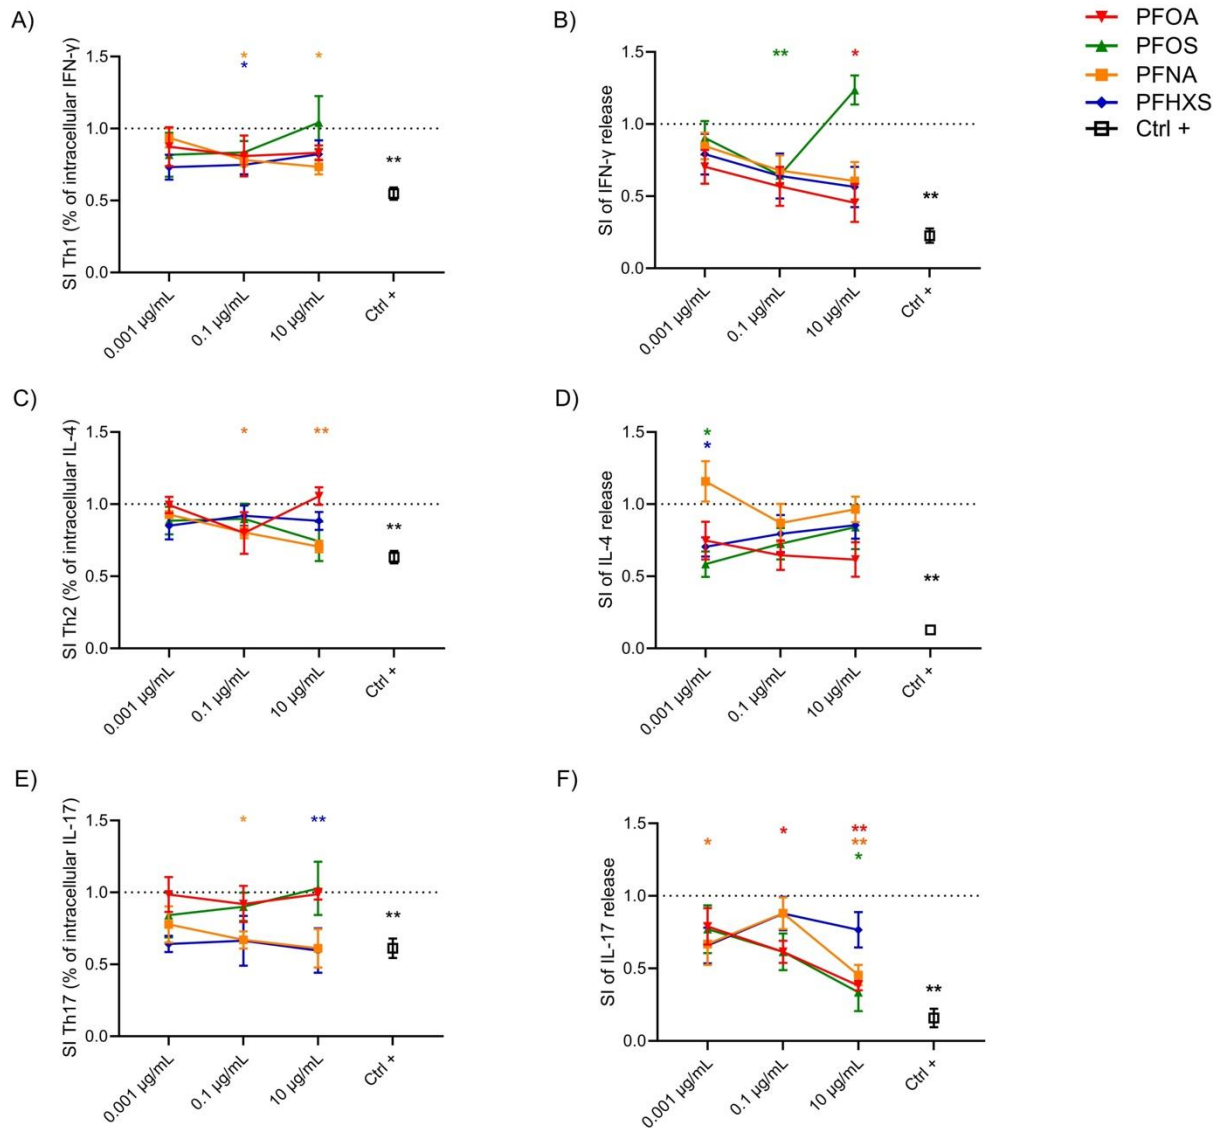 A)
SI Th1 (% of intracellular IFN-γ)
1.5
1.0
0.5
0.0
*
*
*
**
0.001 µg/mL
0.1 µg/mL
10 µg/mL
Ctrl +
B)
SI of IFN-γ release
1.5
1.0
0.5
0.0
**
*
**
0.001 µg/mL
0.1 µg/mL
10 µg/mL
Ctrl +
PFOA
PFOS
PFNA
PFHXS
Ctrl +
C)
SI Th2 (% of intracellular IL-4)
1.5
1.0
0.5
0.0
*
**
**
0.001 µg/mL
0.1 µg/mL
10 µg/mL
Ctrl +
D)
SI of IL-4 release
1.5
1.0
0.5
0.0
*
*
**
0.001 µg/mL
0.1 µg/mL
10 µg/mL
Ctrl +
E)
SI Th17 (% of intracellular IL-17)
1.5
1.0
0.5
0.0
*
**
**
0.001 µg/mL
0.1 µg/mL
10 µg/mL
Ctrl +
F)
SI of IL-17 release
1.5
1.0
0.5
0.0
*
*
**
**
*
**
0.001 µg/mL
0.1 µg/mL
10 µg/mL
Ctrl +